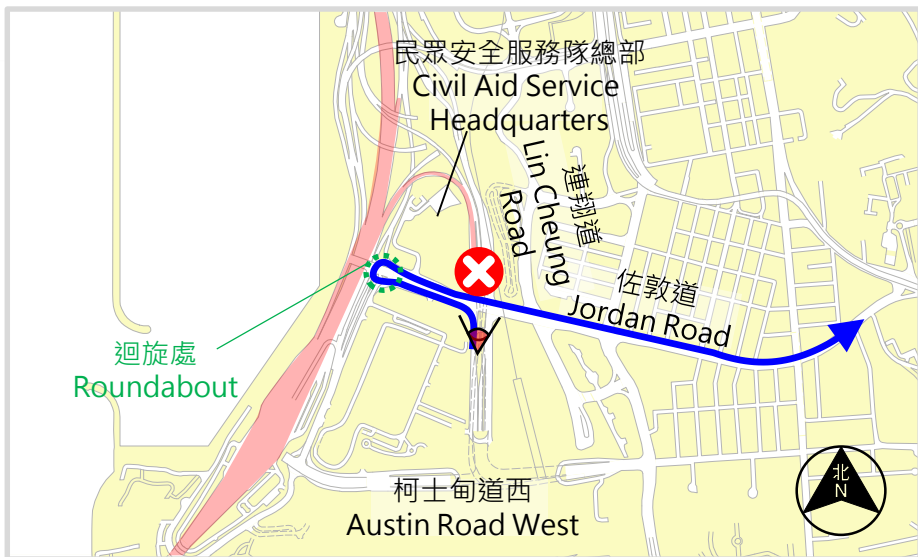 民眾安全服務隊總部
Civil Aid Service
Headquarters
連翔道
Lin Cheung
Road
佐敦道
Jordan Road
迴旋處
Roundabout
柯士甸道西
Austin Road West
北
N